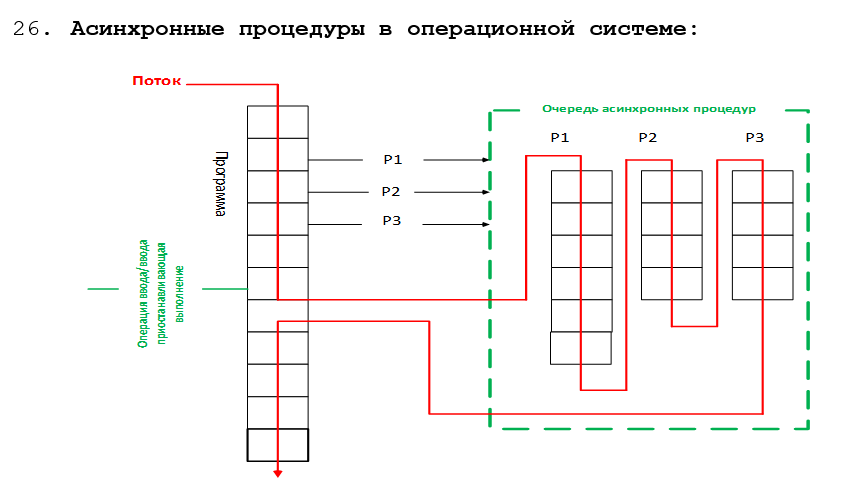 26. Асинхронные процедуры в операционной системе:
Поток
Очередь асинхронных процедур
P1
P2
P3
Программа
P1
P2
P3
Операция ввода/ввода
приостанавливающая
выполнение